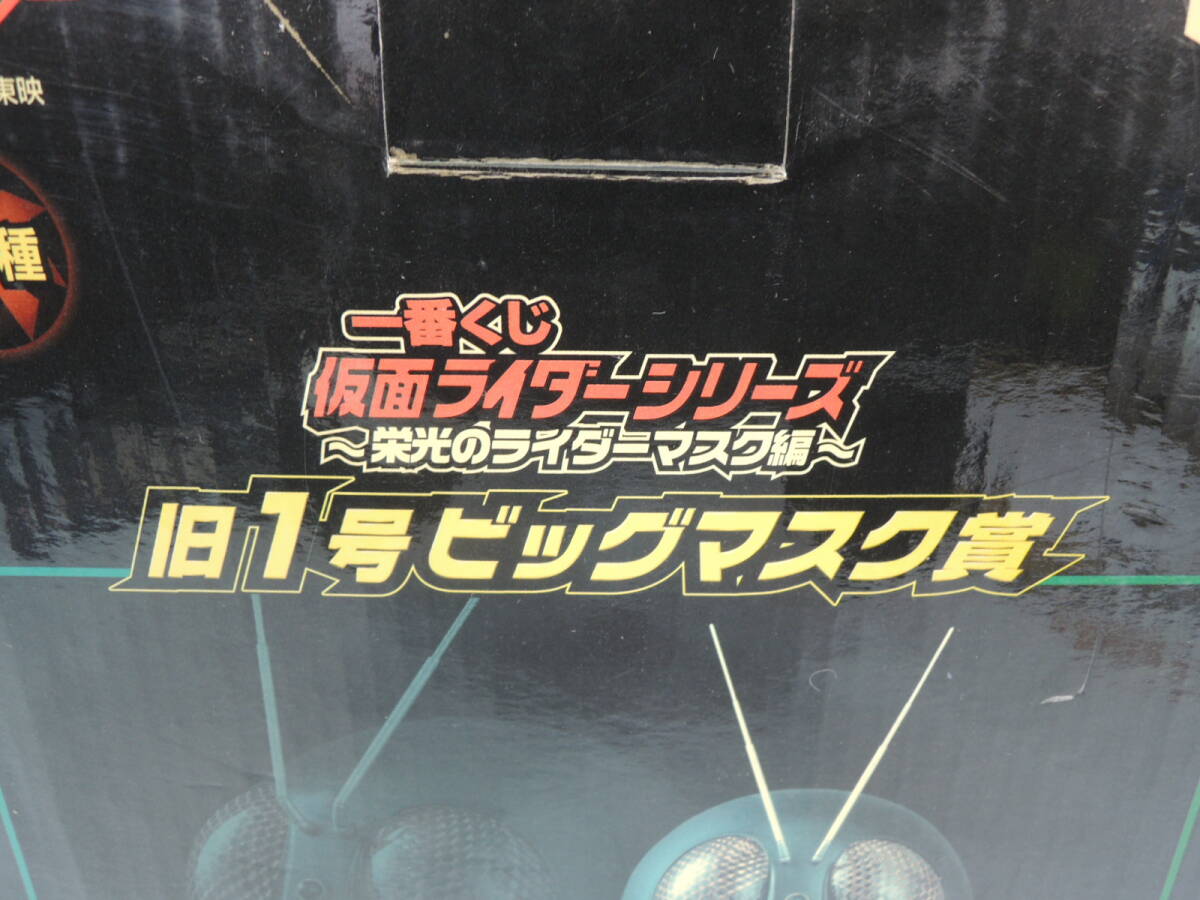 東映
種
一番くじ
仮面ライダーシリーズ
～栄光のライダーマスク編～
旧1号ビッグマスク賞